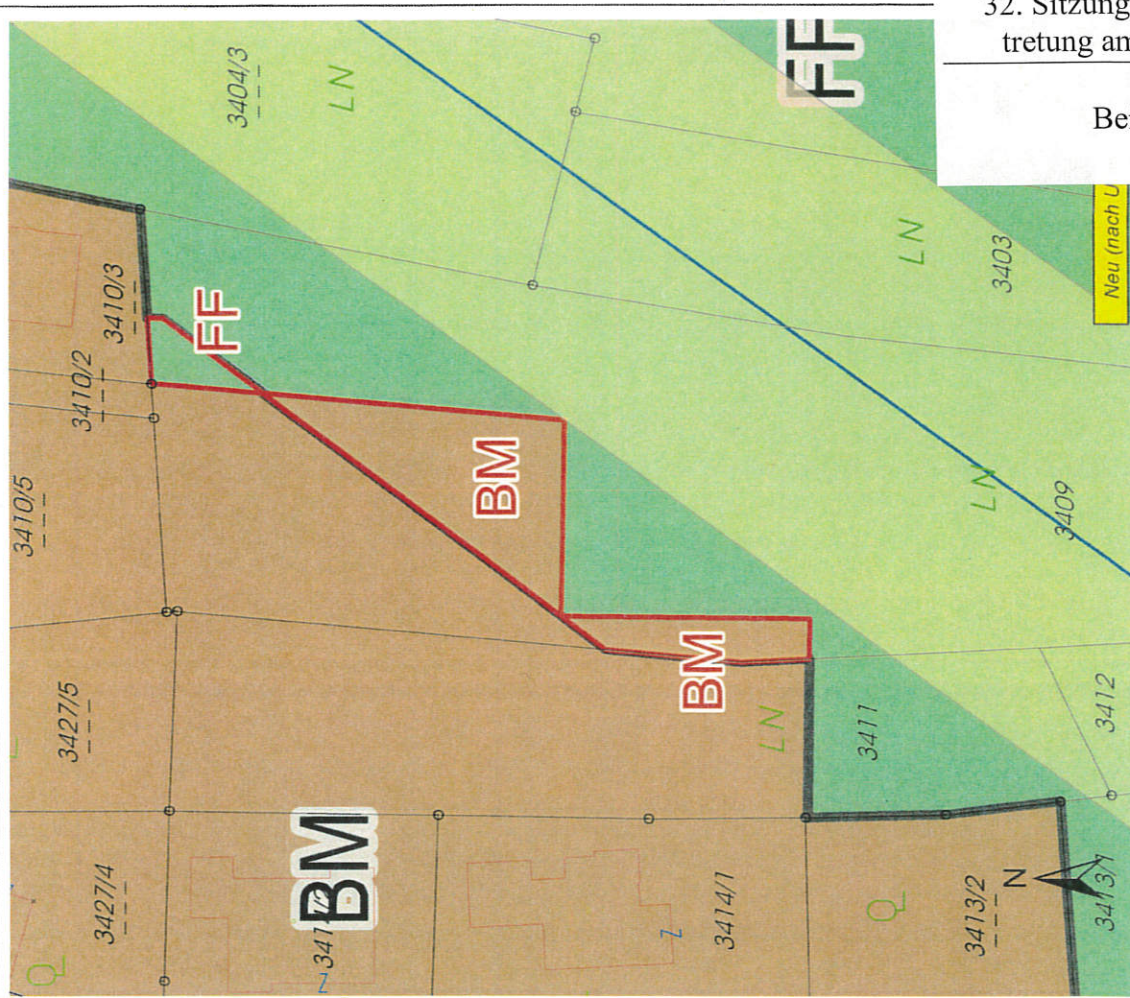 32. Sitzung
tretung am
FF
3404/3
LN
Neu (nach U
LN
3403
3410/3
FF
3410/2
3410/5
BM
LN
3409
3427/5
BM
LN
3411
3412
3427/4
BM
3414/1
Q
3413/2
N
3413/1
Q
z
z